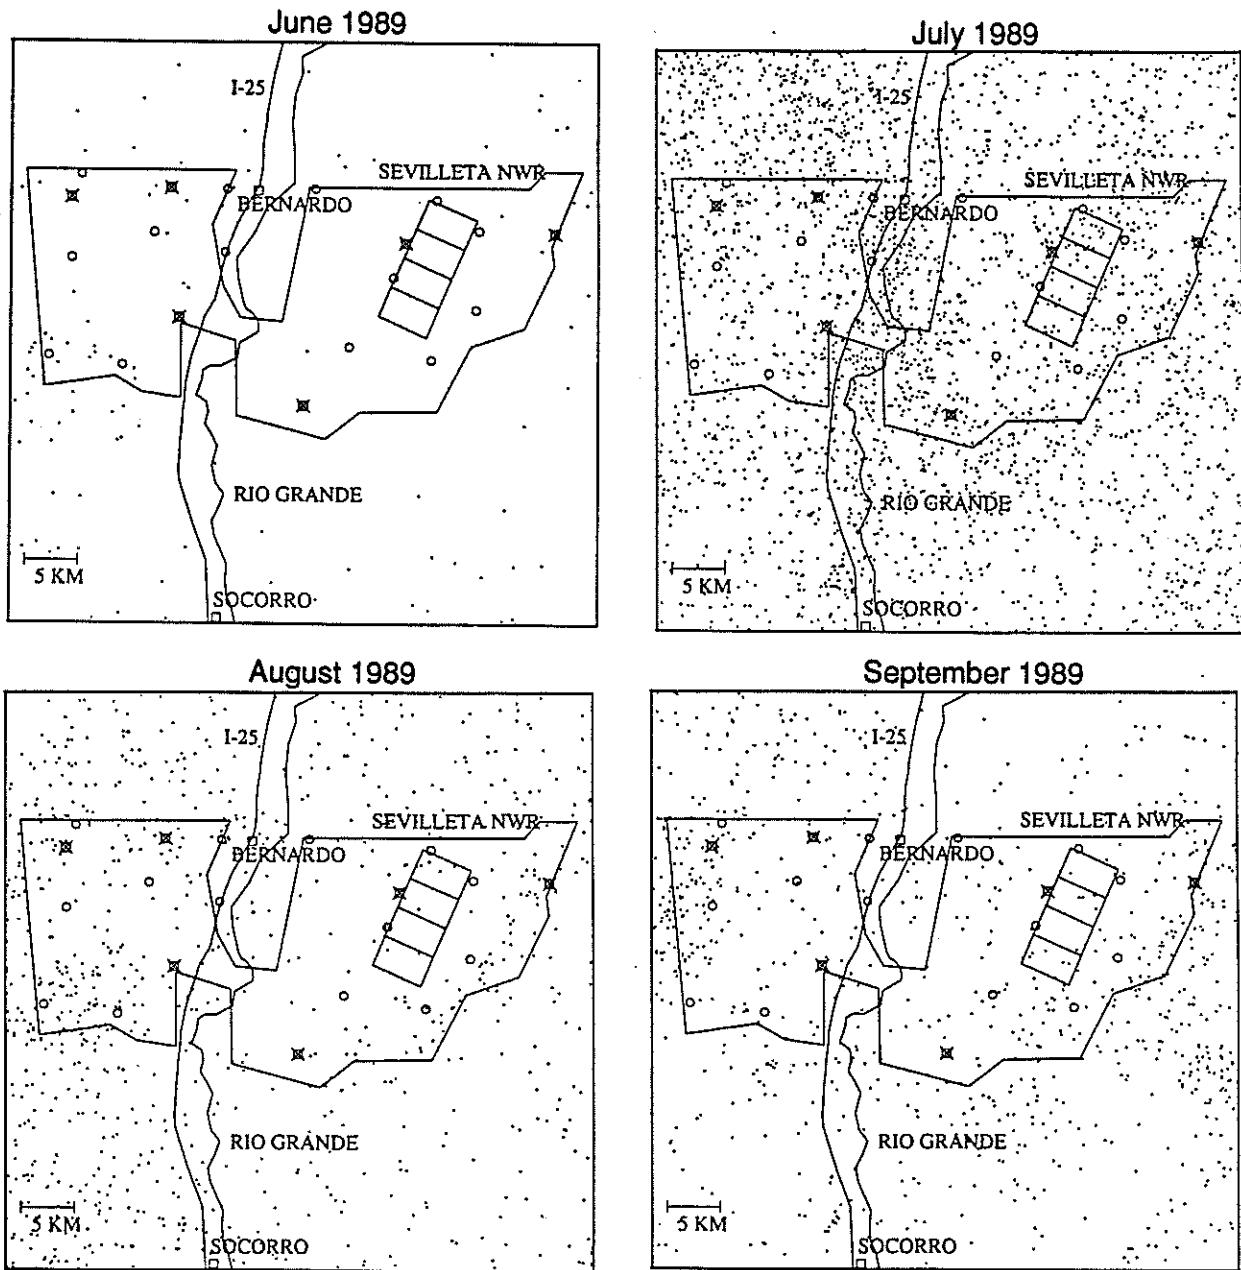 June 1989
I-25
SEVILLETA NWR
BERNARDO
RIO GRANDE
5 KM
SOCORRO
July 1989
I-25
SEVILLETA NWR
BERNARDO
RIO GRANDE
5 KM
SOCORRO
August 1989
I-25
SEVILLETA NWR
BERNARDO
RIO GRANDE
5 KM
SOCORRO
September 1989
I-25
SEVILLETA NWR
BERNARDO
RIO GRANDE
5 KM
SOCORRO